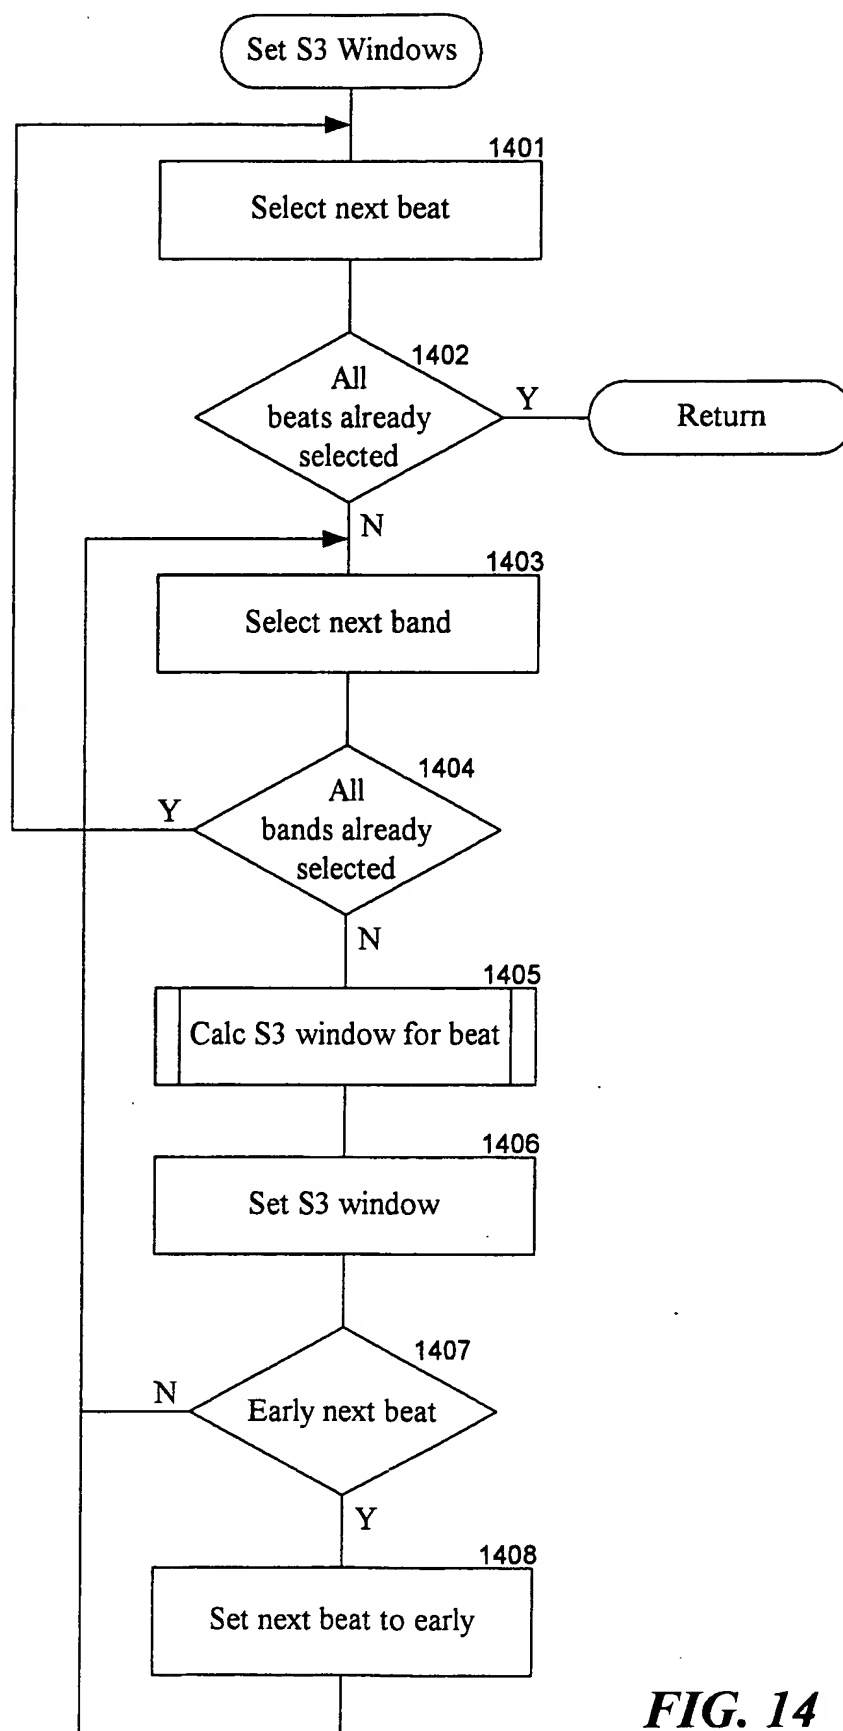 Set S3 Windows
1401
Select next beat
1402
All
beats already
selected
Y
Return
N
1403
Select next band
1404
Y
All
bands already
selected
N
1405
Calc S3 window for beat
1406
Set S3 window
1407
N
Early next beat
Y
1408
Set next beat to early
FIG. 14